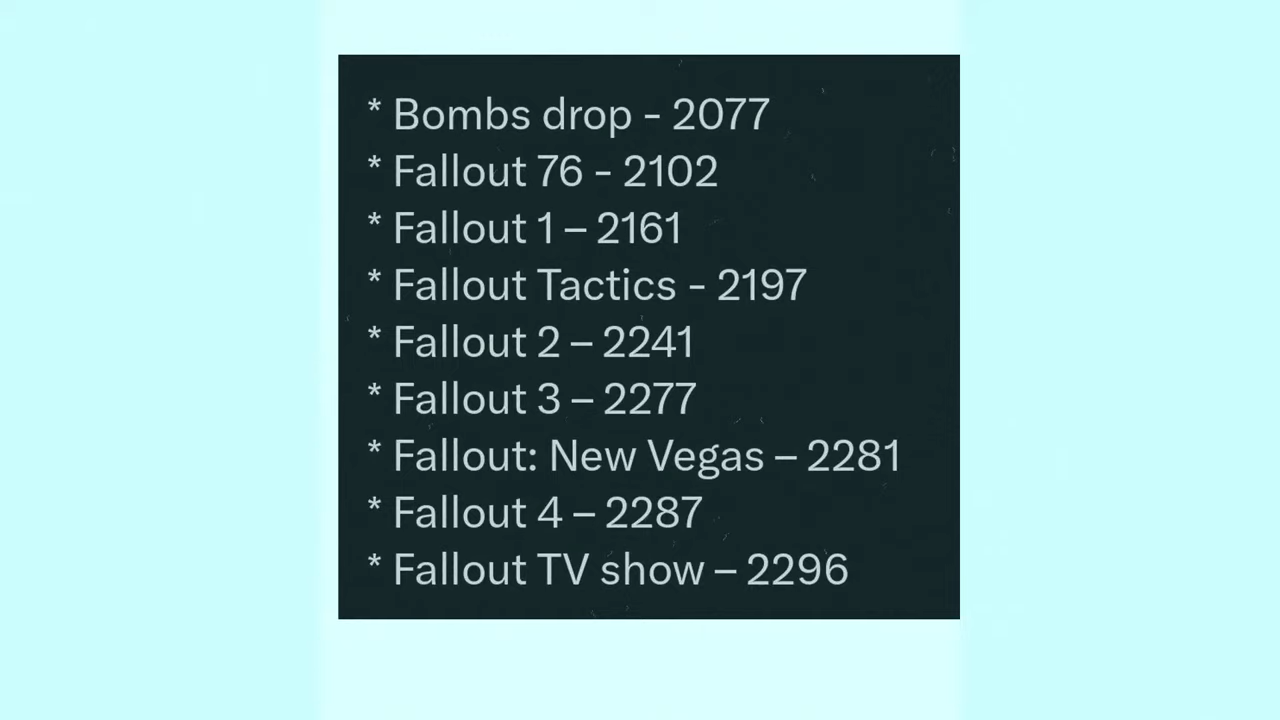 * Bombs drop - 2077
* Fallout 76 - 2102
* Fallout 1 – 2161
* Fallout Tactics - 2197
* Fallout 2 – 2241
* Fallout 3 – 2277
* Fallout: New Vegas – 2281
* Fallout 4 – 2287
* Fallout TV show – 2296